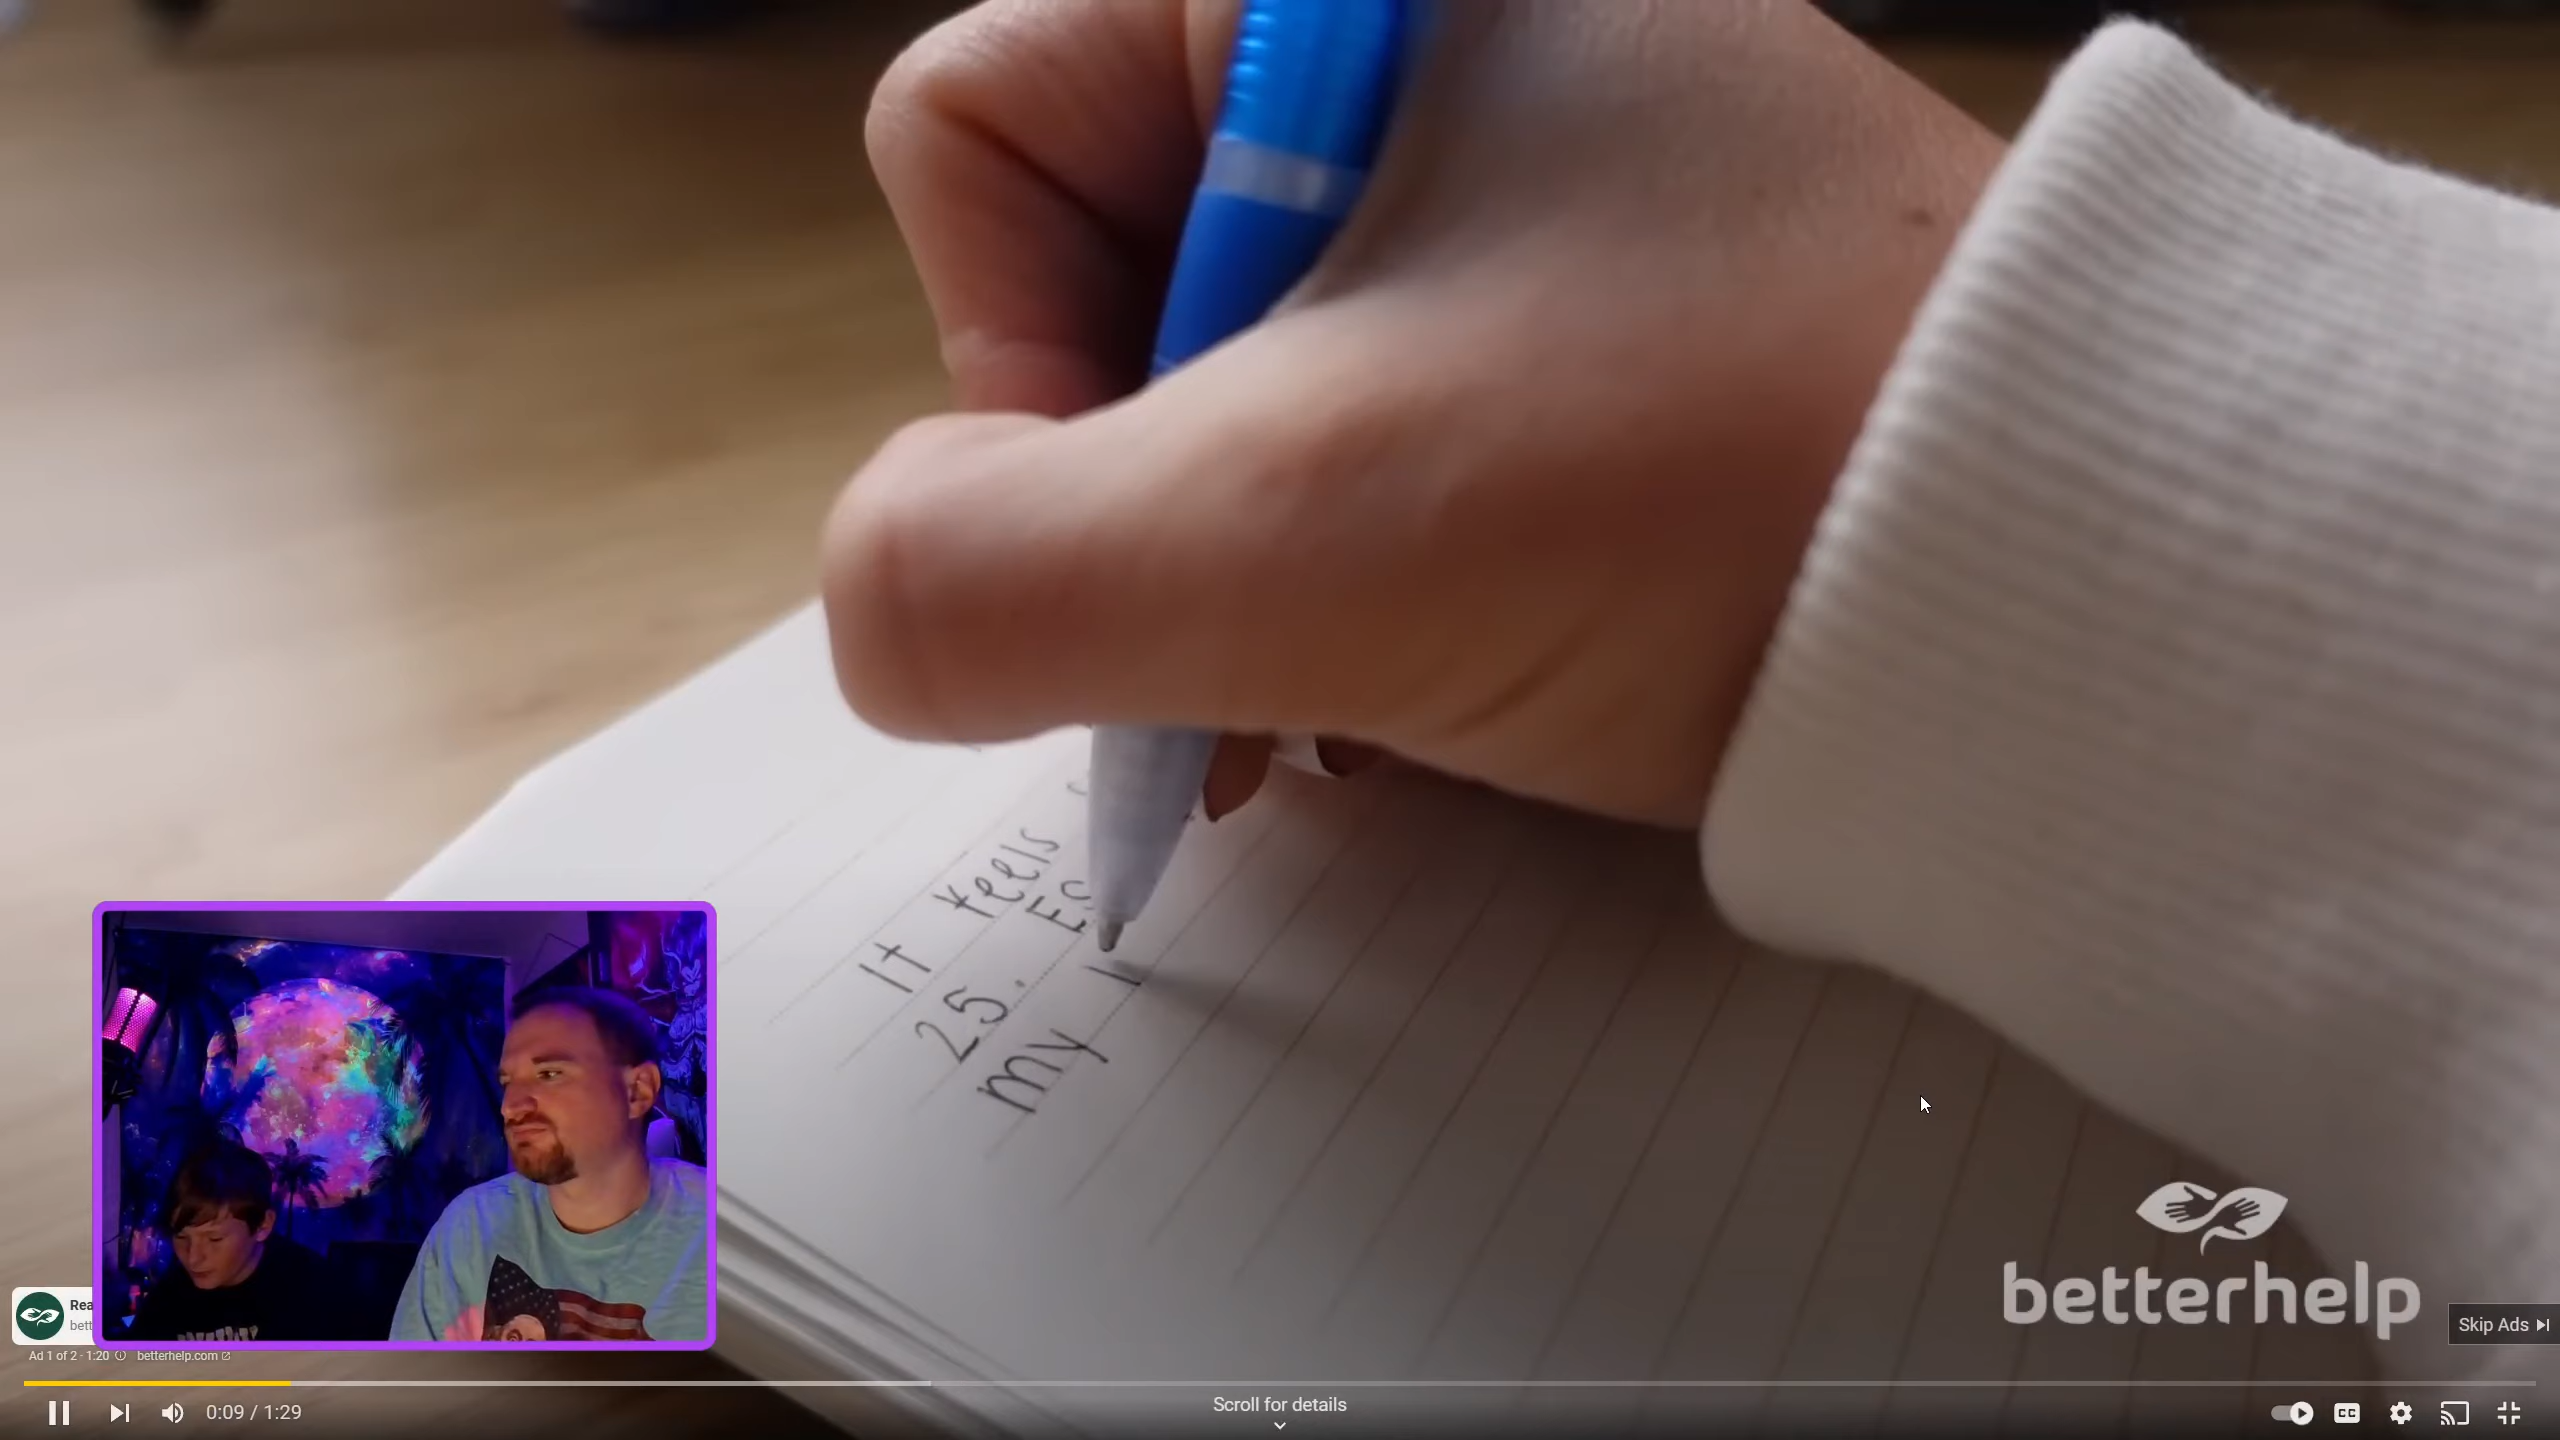 It feels
25.
my
betterhelp
Skip Ads
Ad 1 of 2 · 1:20
betterhelp.com
0:09 / 1:29
Scroll for details
CC